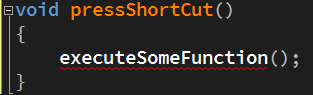 void pressShortCut()
{
    executeSomeFunction();
}